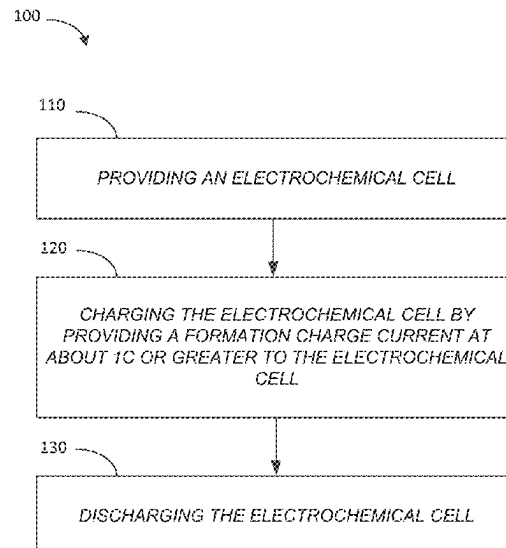 100
110
PROVIDING AN ELECTROCHEMICAL CELL
120
CHARGING THE ELECTROCHEMICAL CELL BY
PROVIDING A FORMATION CHARGE CURRENT AT
ABOUT 1C OR GREATER TO THE ELECTROCHEMICAL
CELL
130
DISCHARGING THE ELECTROCHEMICAL CELL